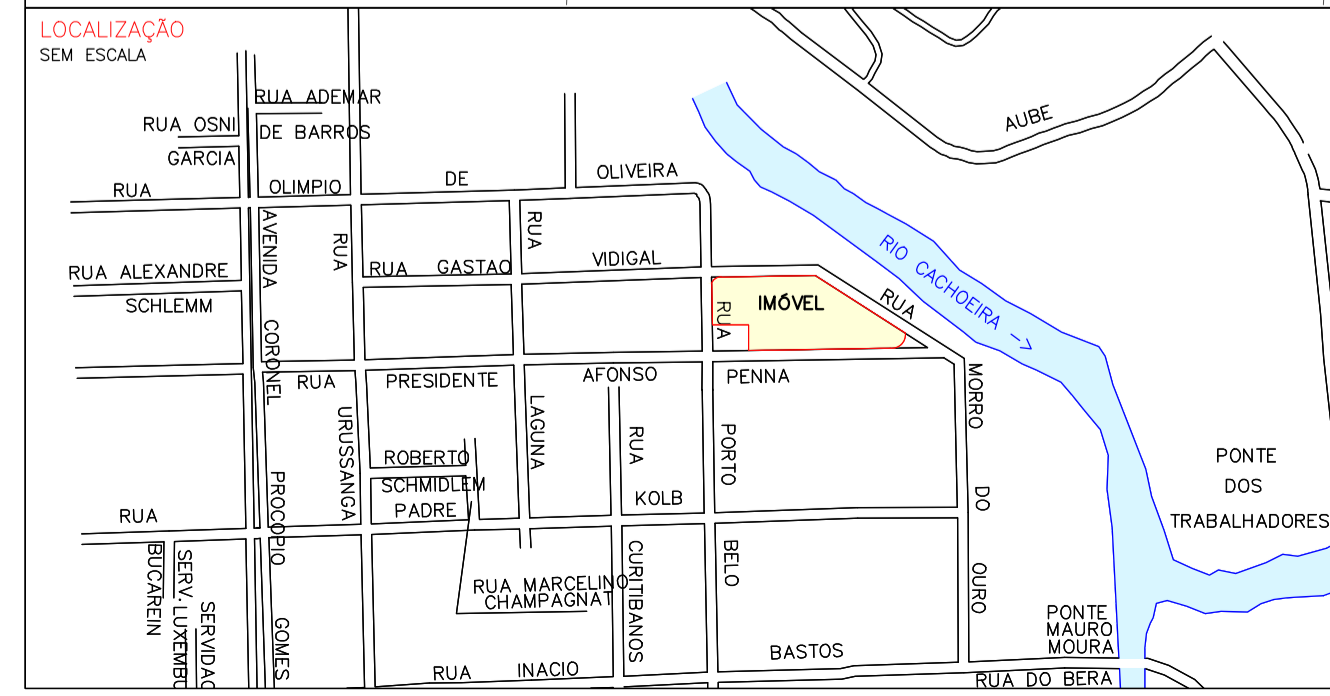 LOCALIZAÇÃO
SEM ESCALA
RUA ADEMAR
DE BARROS
RUA OSNI
GARCIA
AUBE
RUA OLIMPIO DE OLIVEIRA
RUA ALEXANDRE
SCHLEMM
AVENIDA CORONEL PROCOPIO GOMES
RUA URUSSANGA
RUA LAGUNA
RUA GASTAO VIDIGAL
IMÓVEL
RUA PORTO BELO
RUA MORRO DO OURO
RIO CACHOEIRA ->
RUA PRESIDENTE AFONSO PENNA
ROBERTO
SCHMIDLEM
RUA PADRE KOLB
RUA CURITIBANOS
PONTE
DOS
TRABALHADORES
BUCAREIN
SERV. LUXEMBU
SERVIDAO
RUA MARCELINO
CHAMPAGNAT
RUA INACIO BASTOS
PONTE
MAURO
MOURA
RUA DO BERA